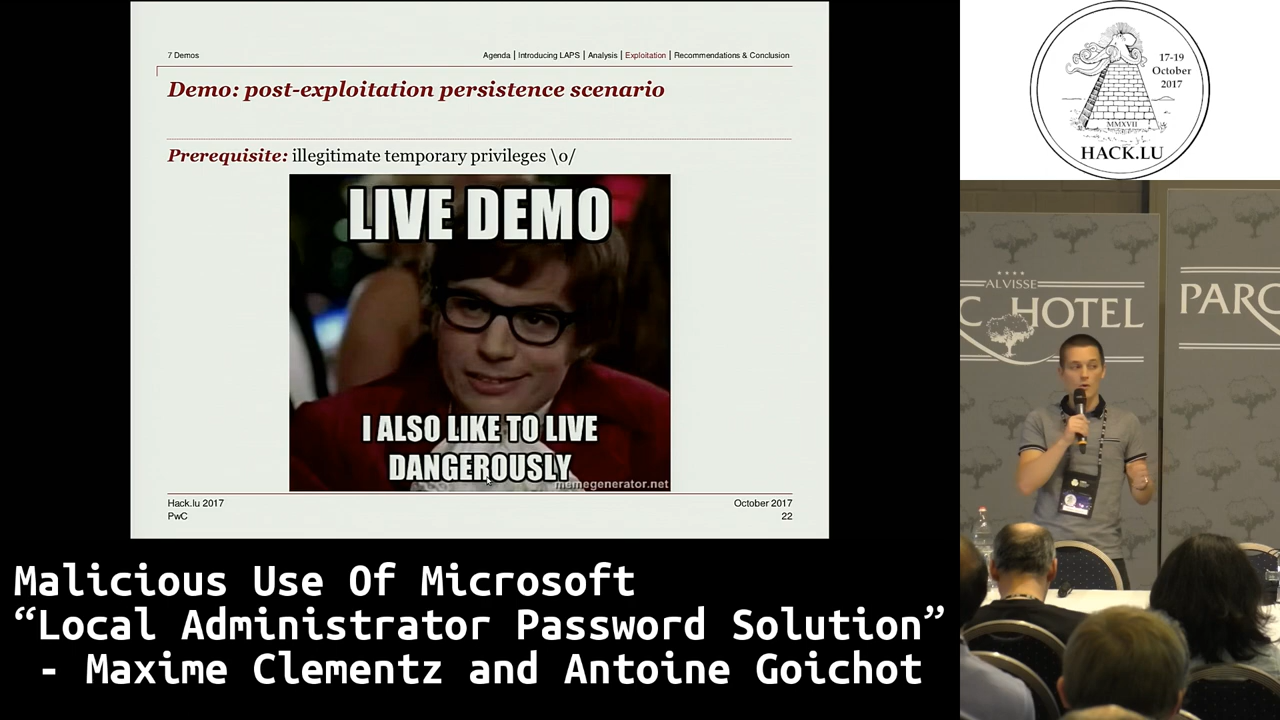 7 Demos
Agenda | Introducing LAPS | Analysis | Exploitation | Recommendations & Conclusion
Demo: post-exploitation persistence scenario
Prerequisite: illegitimate temporary privileges \o/
LIVE DEMO
I ALSO LIKE TO LIVE
DANGEROUSLY
memegenerator.net
Hack.lu 2017
October 2017
PwC
22
17-19
October
2017
MMXVII
HACK.LU
ALVISSE
C HOTEL
PARC
Malicious Use Of Microsoft
“Local Administrator Password Solution”
- Maxime Clementz and Antoine Goichot